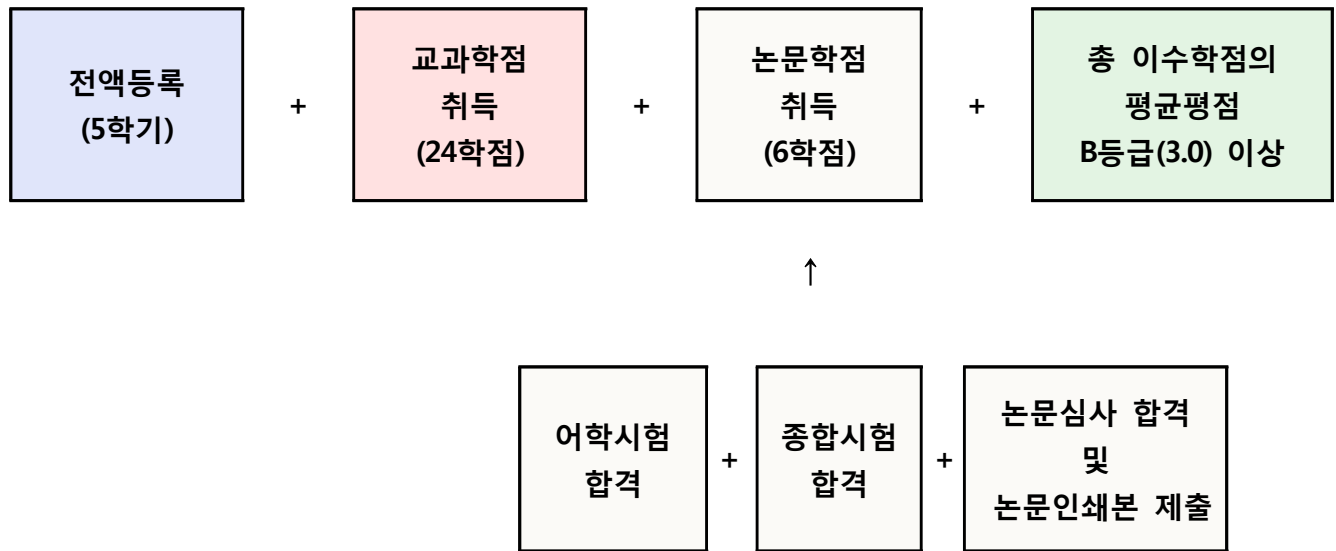 전액등록
(5학기)
+
교과학점
취득
(24학점)
+
논문학점
취득
(6학점)
+
총 이수학점의
평균평점
B등급(3.0) 이상
↑
어학시험
합격
+
종합시험
합격
+
논문심사 합격
및
논문인쇄본 제출